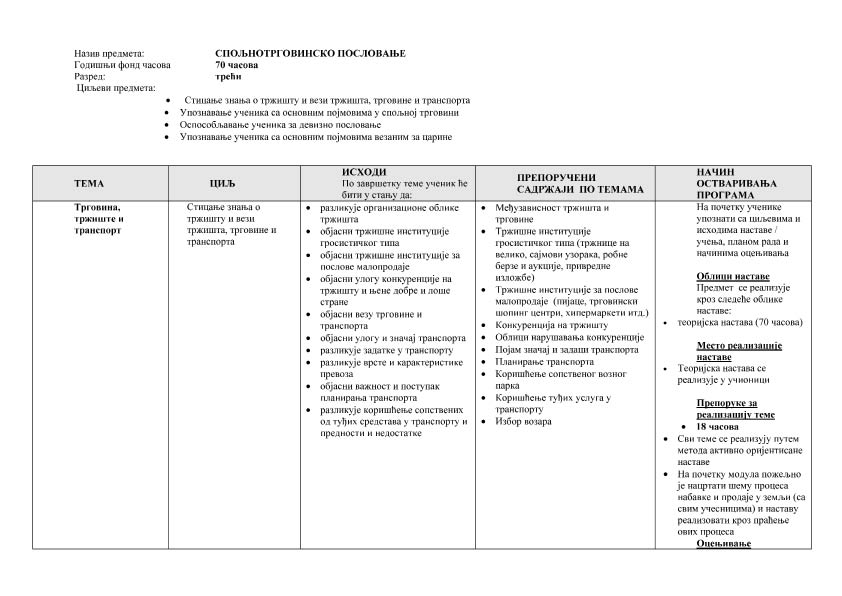 Назив предмета: СПОЉНОТРГОВИНСКО ПОСЛОВАЊЕ
Годишњи фонд часова 70 часова
Разред: трећи
Циљеви предмета:
• Стицање знања о тржишту и вези тржишта, трговине и транспорта
• Упознавање ученика са основним појмовима у спољној трговини
• Оспособљавање ученика за девизно пословање
• Упознавање ученика са основним појмовима везаним за царине
ТЕМА
ЦИЉ
ИСХОДИ
По завршетку теме ученик ће
бити у стању да:
ПРЕПОРУЧЕНИ
САДРЖАЈИ ПО ТЕМАМА
НАЧИН
ОСТВАРИВАЊА
ПРОГРАМА
Трговина,
тржиште и
транспорт
Стицање знања о
тржишту и вези
тржишта, трговине и
транспорта
• разликује организационе облике
тржишта
• објасни тржишне институције
гросистичког типа
• објасни тржишне институције за
послове малопродаје
• објасни улогу конкуренције на
тржишту и њене добре и лоше
стране
• објасни везу трговине и
транспорта
• објасни улогу и значај транспорта
• разликује задатке у транспорту
• разликује врсте и карактеристике
превоза
• објасни важност и поступак
планирања транспорта
• разликује коришћење сопствених
од туђих средстава у транспорту и
предности и недостатке
• Међузависност тржишта и
трговине
• Тржишне институције
гросистичког типа (тржнице на
велико, сајмови узорака, робне
берзе и аукције, привредне
изложбе)
• Тржишне институције за послове
малопродаје (пијаце, трговински
шопинг центри, хипермаркети итд.)
• Конкуренција на тржишту
• Облици нарушавања конкуренције
• Појам значај и задаци транспорта
• Планирање транспорта
• Коришћење сопственог возног
парка
• Коришћење туђих услуга у
транспорту
• Избор возара
На почетку ученике
упознати са циљевима и
исходима наставе /
учења, планом рада и
начинима оцењивања
Облици наставе
Предмет се реализује
кроз следеће облике
наставе:
• теоријска настава (70 часова)
Место реализације
наставе
• Теоријска настава се
реализује у учионици
Препоруке за
реализацију теме
• 18 часова
• Сви теме се реализују путем
метода активно оријентисане
наставе
• На почетку модула пожељно
је нацртати шему процеса
набавке и продаје у земљи (са
свим учесницима) и наставу
реализовати кроз праћење
ових процеса
Оцењивање